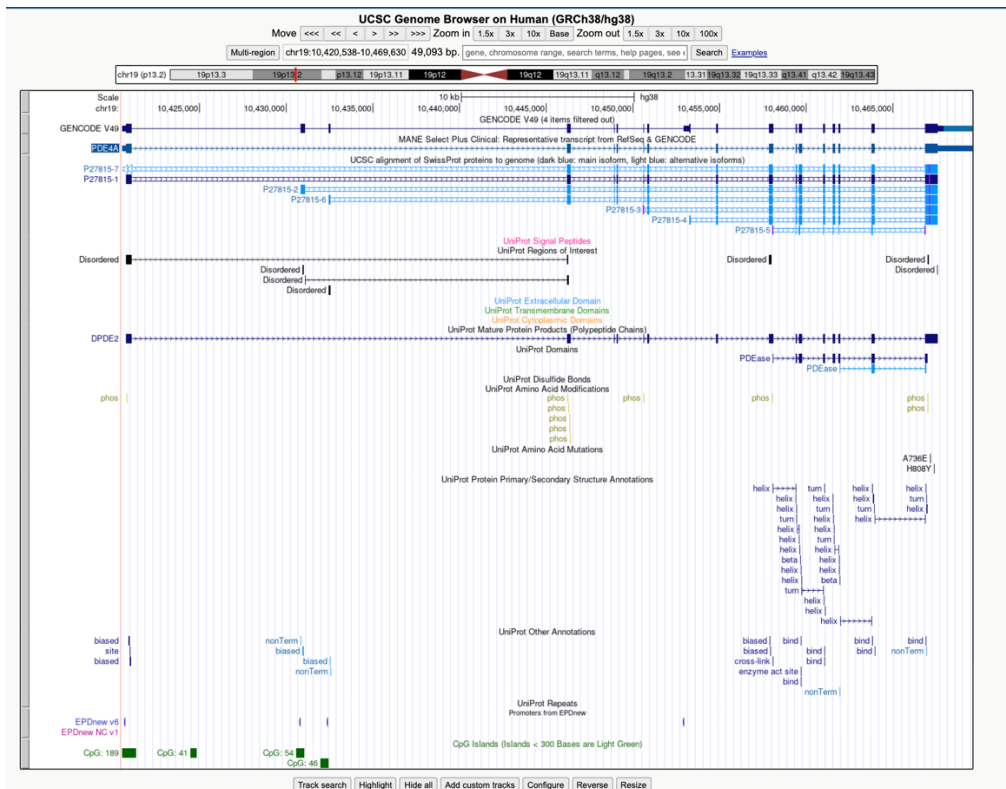 UCSC Genome Browser on Human (GRCh38/hg38)
Move <<< << < > >> >>> Zoom in 1.5x 3x 10x Base Zoom out 1.5x 3x 10x 100x
Multi-region chr19:10,420,538-10,469,630 49,093 bp. gene, chromosome range, search terms, help pages, see Search Examples
chr19 (p13.2) 19p13.3 19p13.2 p13.12 19p13.11 19p12 19q12 19q13.11 q13.12 19q13.2 13.31 19q13.32 19q13.33 q13.41 q13.42 19q13.43
Scale 10 kb hg38
chr19: 10,425,000 10,430,000 10,435,000 10,440,000 10,445,000 10,450,000 10,455,000 10,460,000 10,465,000
GENCODE V49 (4 items filtered out)
GENCODE V49
MANE Select Plus Clinical: Representative transcript from RefSeq & GENCODE
PDE4A
UCSC alignment of SwissProt proteins to genome (dark blue: main isoform, light blue: alternative isoforms)
P27815-7
P27815-1
P27815-2
P27815-6
P27815-3
P27815-4
P27815-5
UniProt Signal Peptides
UniProt Regions of Interest
Disordered Disordered Disordered
Disordered Disordered
Disordered
Disordered
UniProt Extracellular Domain
UniProt Transmembrane Domains
UniProt Cytoplasmic Domains
UniProt Mature Protein Products (Polypeptide Chains)
DPDE2
UniProt Domains
PDEase
PDEase
UniProt Disulfide Bonds
UniProt Amino Acid Modifications
phos phos phos phos phos
phos phos
phos
phos
phos
UniProt Amino Acid Mutations
A736E
H808Y
UniProt Protein Primary/Secondary Structure Annotations
helix turn helix helix
helix helix helix turn
helix turn turn helix
turn helix helix
helix helix
helix turn
helix helix
beta helix
helix helix
helix beta
turn
helix
helix
helix
UniProt Other Annotations
biased nonTerm biased bind bind bind
site biased biased bind bind nonTerm
biased biased cross-link bind
nonTerm enzyme act site
bind
nonTerm
UniProt Repeats
Promoters from EPDnew
EPDnew v6
EPDnew NC v1
CpG Islands (Islands < 300 Bases are Light Green)
CpG: 189 CpG: 41 CpG: 54
CpG: 46
Track search Highlight Hide all Add custom tracks Configure Reverse Resize